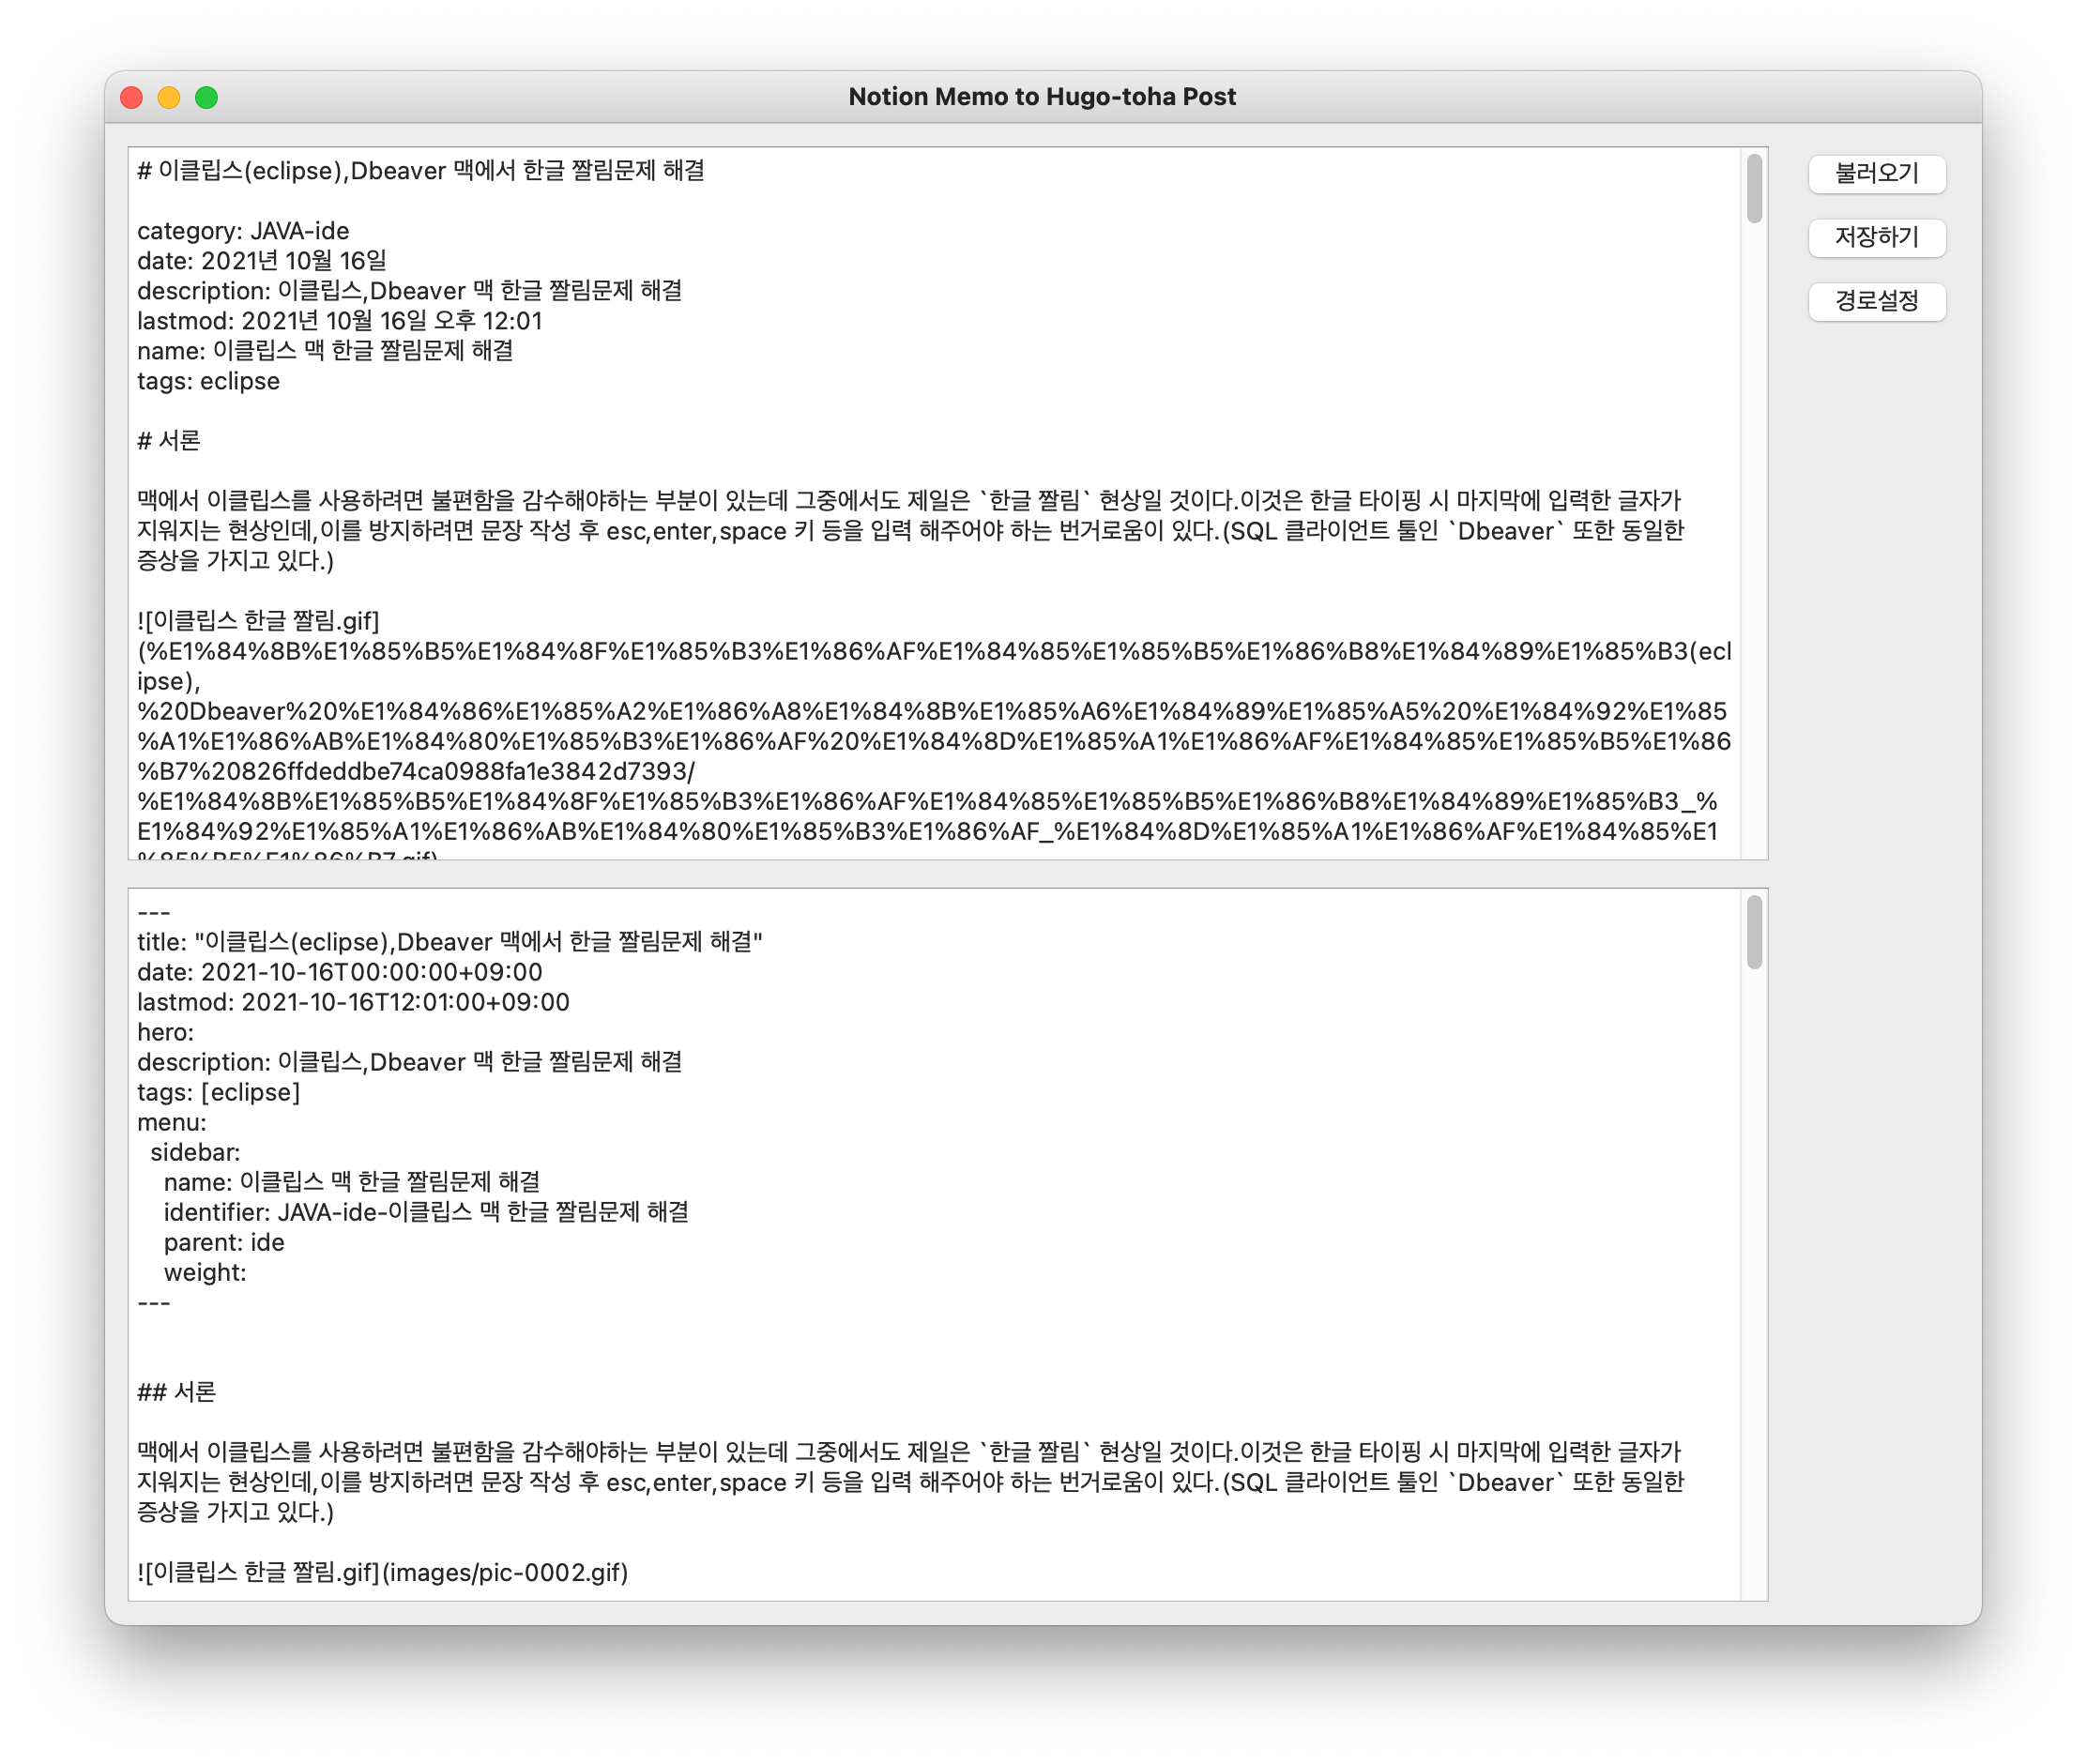 Notion Memo to Hugo-toha Post
# 이클립스(eclipse),Dbeaver 맥에서 한글 짤림문제 해결
category: JAVA-ide
date: 2021년 10월 16일
description: 이클립스,Dbeaver 맥 한글 짤림문제 해결
lastmod: 2021년 10월 16일 오후 12:01
name: 이클립스 맥 한글 짤림문제 해결
tags: eclipse
# 서론
맥에서 이클립스를 사용하려면 불편함을 감수해야하는 부분이 있는데 그중에서도 제일은 `한글 짤림` 현상일 것이다.이것은 한글 타이핑 시 마지막에 입력한 글자가
지워지는 현상인데,이를 방지하려면 문장 작성 후 esc,enter,space 키 등을 입력 해주어야 하는 번거로움이 있다.(SQL 클라이언트 툴인 `Dbeaver` 또한 동일한
증상을 가지고 있다.)
![이클립스 한글 짤림.gif]
(%E1%84%8B%E1%85%B5%E1%84%8F%E1%85%B3%E1%86%AF%E1%84%85%E1%85%B5%E1%86%B8%E1%84%89%E1%85%B3(ecl
ipse),
%20Dbeaver%20%E1%84%86%E1%85%A2%E1%86%A8%E1%84%8B%E1%85%A6%E1%84%89%E1%85%A5%20%E1%84%92%E1%85
%A1%E1%86%AB%E1%84%80%E1%85%B3%E1%86%AF%20%E1%84%8D%E1%85%A1%E1%86%AF%E1%84%85%E1%85%B5%E1%86
%B7%20826ffdeddbe74ca0988fa1e3842d7393/
%E1%84%8B%E1%85%B5%E1%84%8F%E1%85%B3%E1%86%AF%E1%84%85%E1%85%B5%E1%86%B8%E1%84%89%E1%85%B3_%
E1%84%92%E1%85%A1%E1%86%AB%E1%84%80%E1%85%B3%E1%86%AF_%E1%84%8D%E1%85%A1%E1%86%AF%E1%84%85%E1
%85%B5%E1%86%B7.gif)
불러오기
저장하기
경로설정
---
title: "이클립스(eclipse),Dbeaver 맥에서 한글 짤림문제 해결"
date: 2021-10-16T00:00:00+09:00
lastmod: 2021-10-16T12:01:00+09:00
hero:
description: 이클립스,Dbeaver 맥 한글 짤림문제 해결
tags: [eclipse]
menu:
sidebar:
name: 이클립스 맥 한글 짤림문제 해결
identifier: JAVA-ide-이클립스 맥 한글 짤림문제 해결
parent: ide
weight:
---
## 서론
맥에서 이클립스를 사용하려면 불편함을 감수해야하는 부분이 있는데 그중에서도 제일은 `한글 짤림` 현상일 것이다.이것은 한글 타이핑 시 마지막에 입력한 글자가
지워지는 현상인데,이를 방지하려면 문장 작성 후 esc,enter,space 키 등을 입력 해주어야 하는 번거로움이 있다.(SQL 클라이언트 툴인 `Dbeaver` 또한 동일한
증상을 가지고 있다.)
![이클립스 한글 짤림.gif](images/pic-0002.gif)